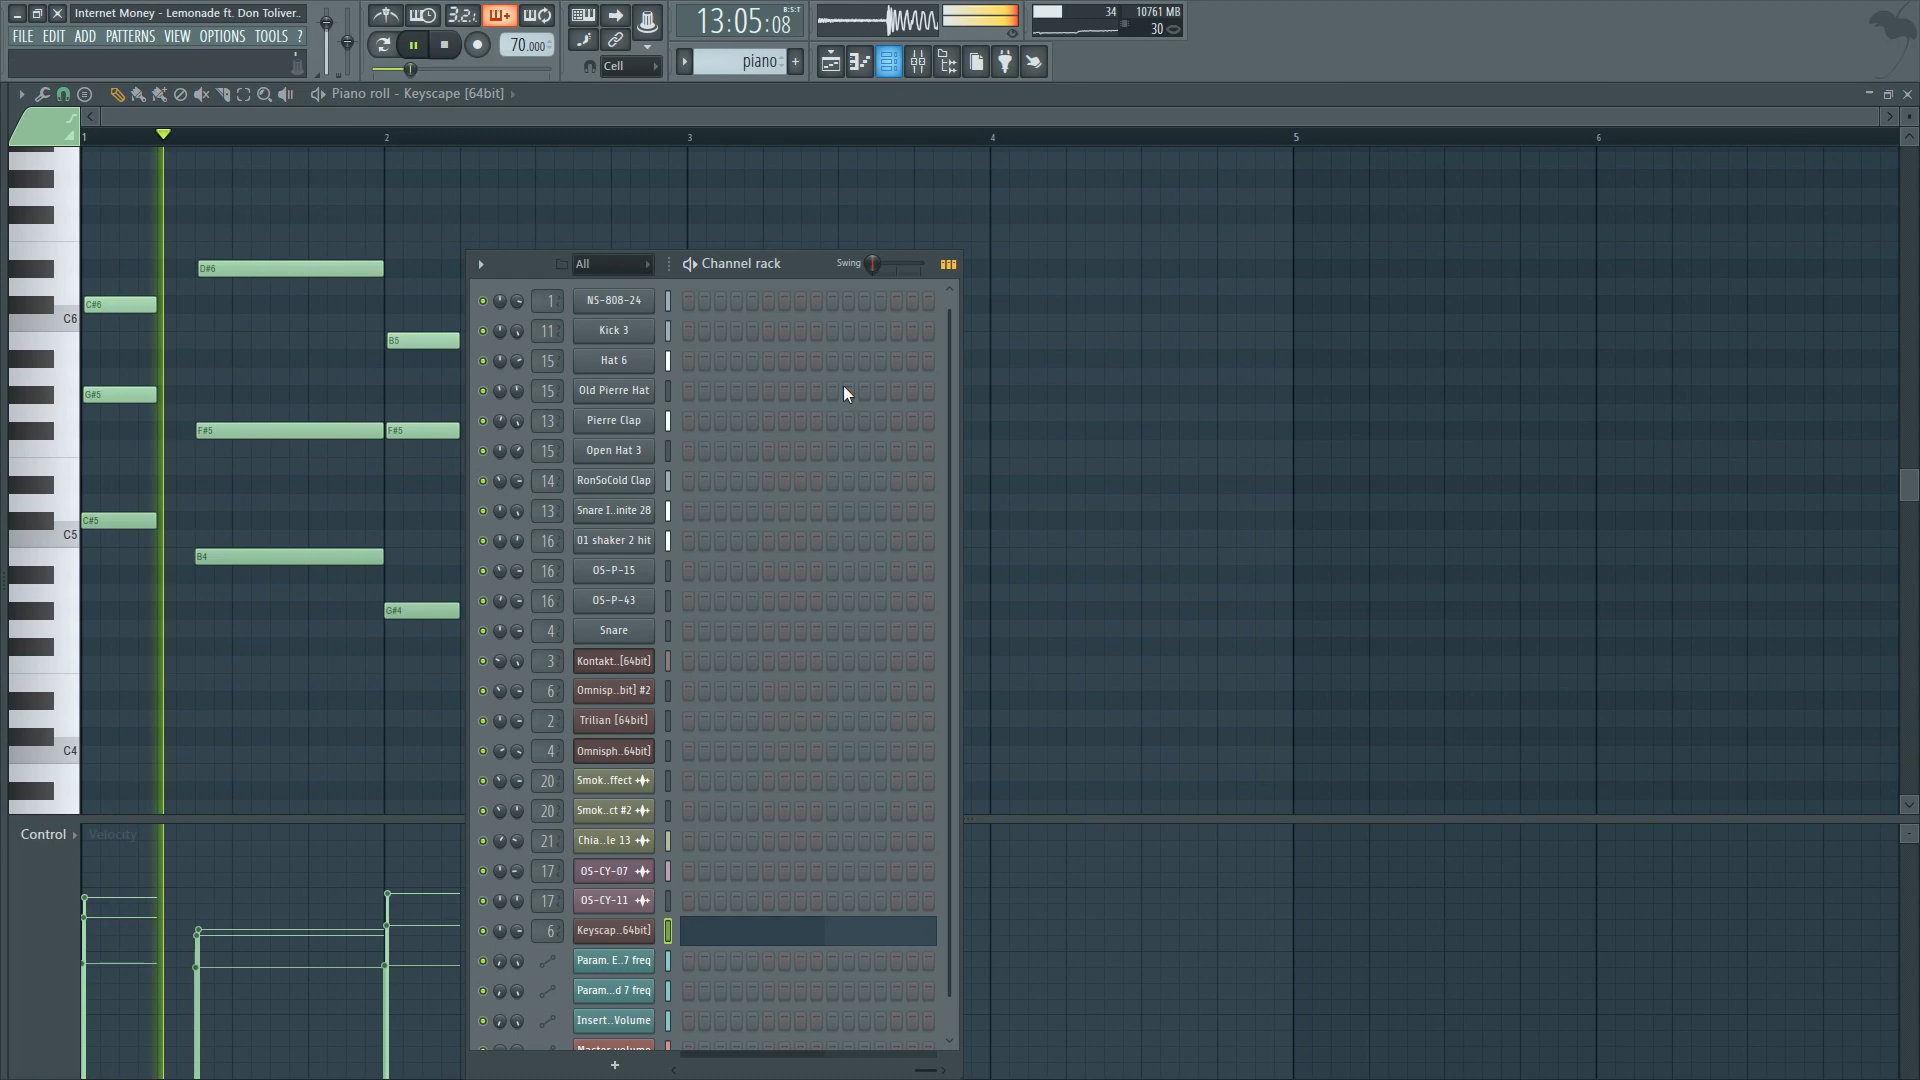 Internet Money - Lemonade ft. Don Toliver..
FILE EDIT ADD PATTERNS VIEW OPTIONS TOOLS ?
3.2.1
70.000
Cell
13:05:08
B:S:T
piano
34
10761 MB
30
Piano roll - Keyscape [64bit]
1 2 3 4 5 6
D#6
C#6
C6
B5
G#5
F#5
F#5
C#5
C5
B4
G#4
C4
Control
Velocity
All
Channel rack
Swing
1 NS-808-24
11 Kick 3
15 Hat 6
15 Old Pierre Hat
13 Pierre Clap
15 Open Hat 3
14 RonSoCold Clap
13 Snare I..inite 28
16 01 shaker 2 hit
16 OS-P-15
16 OS-P-43
4 Snare
3 Kontakt..[64bit]
6 Omnisp..bit] #2
2 Trilian [64bit]
4 Omnisph..64bit]
20 Smok..ffect
20 Smok..ct #2
21 Chia..le 13
17 OS-CY-07
17 OS-CY-11
6 Keyscap..64bit]
Param. E..7 freq
Param...d 7 freq
Insert..Volume
Master volume
+